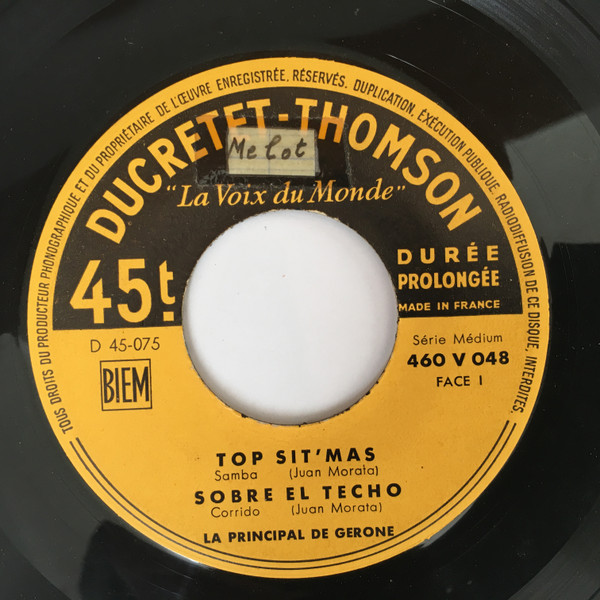 TOUS DROITS DU PRODUCTEUR PHONOGRAPHIQUE ET DU PROPRIÉTAIRE DE L'ŒUVRE ENREGISTRÉE. RÉSERVÉS. DUPLICATION, EXÉCUTION PUBLIQUE, RADIODIFFUSION DE CE DISQUE, INTERDITES.
DUCRETET-THOMSON
Melot
"La Voix du Monde"
45t.
DURÉE
PROLONGÉE
MADE IN FRANCE
D 45-075
BIEM
Série Médium
460 V 048
FACE I
TOP SIT'MAS
Samba (Juan Morata)
SOBRE EL TECHO
Corrido (Juan Morata)
LA PRINCIPAL DE GERONE